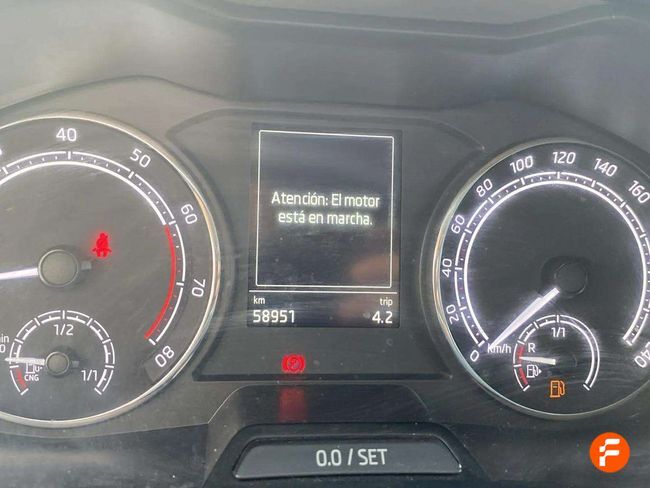 40
50
60
70
80
1/2
1/1
CNG
Atención: El motor
está en marcha.
km
trip
58951
4.2
0.0 / SET
0
20
40
60
80
100
120
140
160
km/h
R
1/1